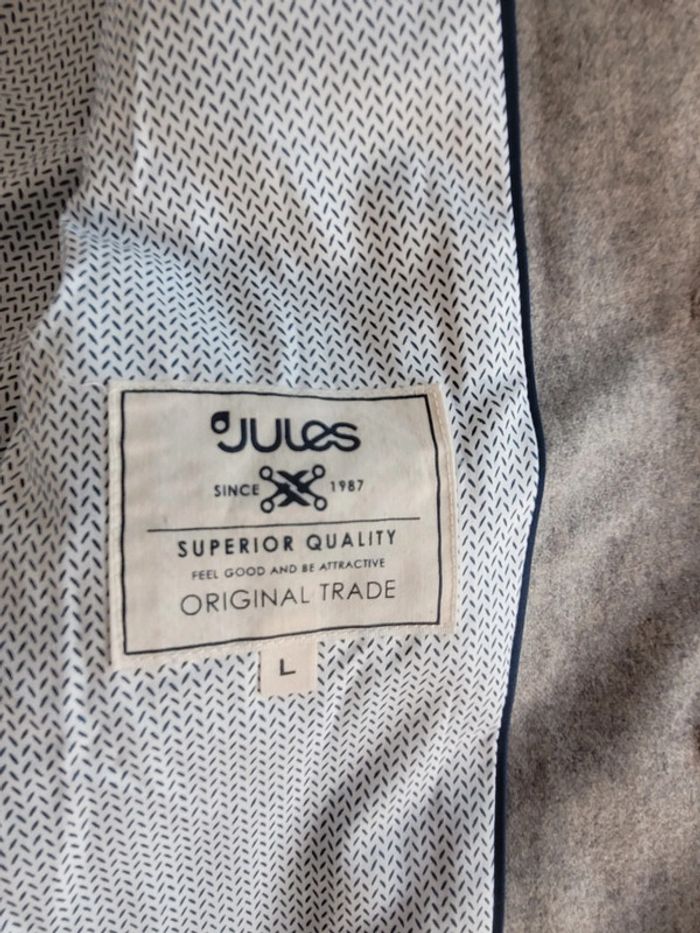 JULES
SINCE 1987
SUPERIOR QUALITY
FEEL GOOD AND BE ATTRACTIVE
ORIGINAL TRADE
L